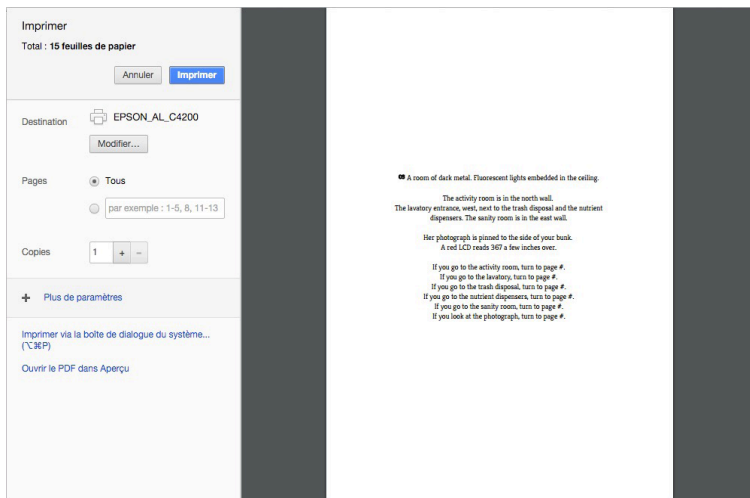 Imprimer
Total : 15 feuilles de papier
Annuler
Imprimer
Destination
EPSON_AL_C4200
Modifier...
Pages
Tous
par exemple : 1-5, 8, 11-13
Copies
1
+
−
+ Plus de paramètres
Imprimer via la boîte de dialogue du système...
(⌥⌘P)
Ouvrir le PDF dans Aperçu
A room of dark metal. Fluorescent lights embedded in the ceiling.
The activity room is in the north wall.
The lavatory entrance, west, next to the trash disposal and the nutrient
dispensers. The sanity room is in the east wall.
Her photograph is pinned to the side of your bunk.
A red LCD reads 367 a few inches over.
If you go to the activity room, turn to page #.
If you go to the lavatory, turn to page #.
If you go to the trash disposal, turn to page #.
If you go to the nutrient dispensers, turn to page #.
If you go to the sanity room, turn to page #.
If you look at the photograph, turn to page #.